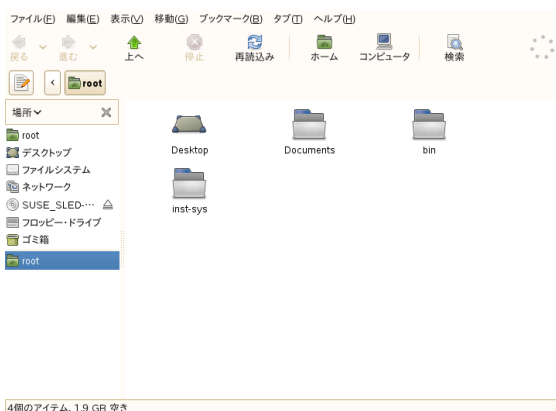 ファイル(F) 編集(E) 表示(V) 移動(G) ブックマーク(B) タブ(T) ヘルプ(H)
戻る 進む 上へ 停止 再読込み ホーム コンピュータ 検索
root
場所
root
デスクトップ
ファイルシステム
ネットワーク
SUSE_SLED-…
フロッピー・ドライブ
ゴミ箱
root
Desktop Documents bin
inst-sys
4個のアイテム, 1.9 GB 空き